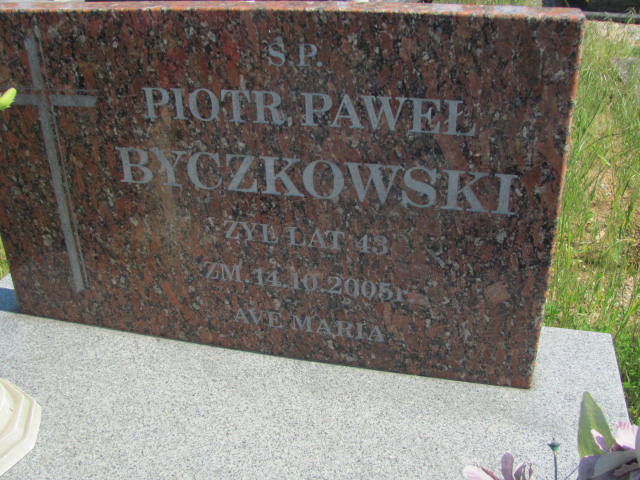 Ś.P.
PIOTR PAWEŁ
BYCZKOWSKI
ŻYŁ LAT 43
ZM. 14.10.2005r.
AVE MARIA